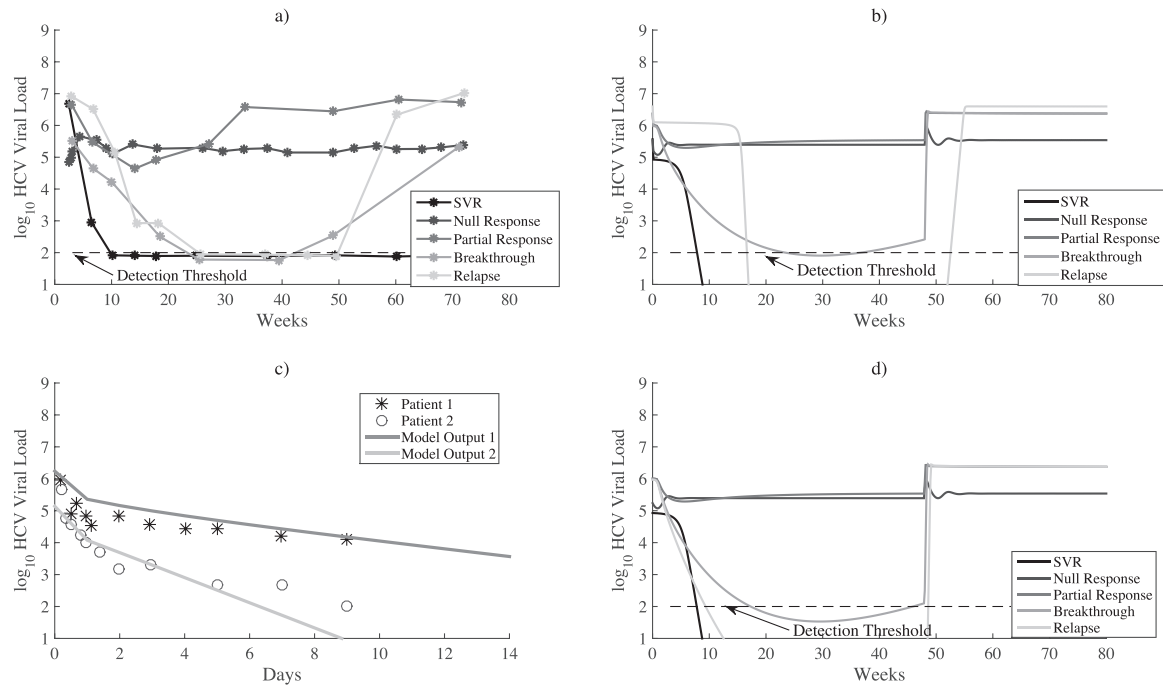 a)
log10 HCV Viral Load
9
8
7
6
5
4
3
2
1
0 10 20 30 40 50 60 70 80
Weeks
SVR
Null Response
Partial Response
Breakthrough
Relapse
Detection Threshold
b)
log10 HCV Viral Load
9
8
7
6
5
4
3
2
1
0 10 20 30 40 50 60 70 80
Weeks
SVR
Null Response
Partial Response
Breakthrough
Relapse
Detection Threshold
c)
log10 HCV Viral Load
9
8
7
6
5
4
3
2
1
0 2 4 6 8 10 12 14
Days
Patient 1
Patient 2
Model Output 1
Model Output 2
d)
log10 HCV Viral Load
9
8
7
6
5
4
3
2
1
0 10 20 30 40 50 60 70 80
Weeks
SVR
Null Response
Partial Response
Breakthrough
Relapse
Detection Threshold